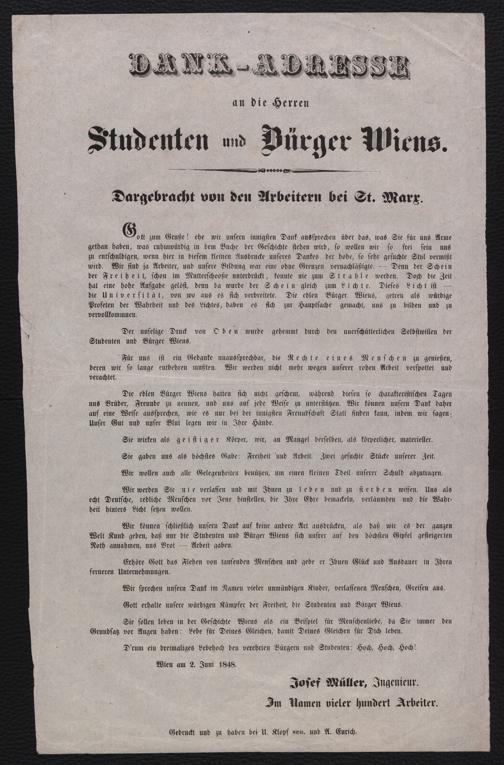 DANK-ADRESSE
an die Herren
Studenten und Bürger Wiens.
Dargebracht von den Arbeitern bei St. Marx.
Gott zum Gruße! ehe wir unsern innigsten Dank aussprechen über das, was Sie für uns Arme
gethan haben, was ruhmwürdig in dem Buche der Geschichte stehen wird, so wollen wir so frei sein uns
zu entschuldigen, wenn hier in diesem kleinen Ausdrucke unseres Dankes der hohe, so sehr gesuchte Styl vermißt
wird. Wir sind ja Arbeiter, und unsere Bildung war eine ohne Grenzen vernachläßigte. — Denn der Schein
der Freiheit, schon im Mutterschooße unterdrückt, konnte nie zum Strahle werden. Doch die Zeit
hat eine hohe Aufgabe gelöst, denn da wurde der Schein gleich zum Lichte. Dieses Licht ist —
die Universität, von wo aus es sich verbreitete. Die edlen Bürger Wiens, getreu als würdige
Profeten der Wahrheit und des Lichtes, haben es sich zur Hauptsache gemacht, uns zu bilden und zu
vervollkommnen.
Der unselige Druck von Oben wurde gehemmt durch den unerschütterlichen Selbstwillen der
Studenten und Bürger Wiens.
Für uns ist ein Gedanke unaussprechbar, die Rechte eines Menschen zu genießen,
deren wir so lange entbehren mußten. Wir werden nicht mehr wegen unserer rohen Arbeit verspottet und
verachtet.
Die edlen Bürger Wiens hatten sich nicht geschemt, während diesen so charakteristischen Tagen
uns Brüder, Freunde zu nennen, und uns auf jede Weise zu unterstützen. Wir können unsern Dank daher
auf eine Weise aussprechen, wie es nur bei der innigsten Freundschaft Statt finden kann, indem wir sagen:
Unser Gut und unser Blut legen wir in Ihre Hände.
Sie wirken als geistiger Körper, wir, an Mangel derselben, als körperlicher, materieller.
Sie gaben uns als höchstes Gabe: Freiheit und Arbeit. Zwei gesuchte Stücke unserer Zeit.
Wir wollen auch alle Gelegenheiten benützen, um einen kleinen Theil unserer Schuld abzutragen.
Wir werden Sie nie verlassen und mit Ihnen zu leben und zu sterben wissen. Uns als
echt Deutsche, redliche Menschen vor Jene hinstellen, die Ihre Ehre bemackeln, verläumden und die Wahr-
heit hinters Licht setzen wollen.
Wir können schließlich unsern Dank auf keine andere Art ausdrücken, als daß wir es der ganzen
Welt Kund geben, daß nur die Studenten und Bürger Wiens sich unser auf den höchsten Gipfel gesteigerten
Noth annahmen, uns Brot — Arbeit gaben.
Erhöre Gott das Flehen von tausenden Menschen und gebe er Ihnen Glück und Ausdauer in Ihren
ferneren Unternehmungen.
Wir sprechen unsern Dank im Namen vieler unmündigen Kinder, verlassenen Menschen, Greisen aus.
Gott erhalte unsere würdigen Kämpfer der Freiheit, die Studenten und Bürger Wiens.
Sie sollen leben in der Geschichte Wiens als ein Beispiel für Menschenliebe, da Sie immer den
Grundsatz vor Augen haben: Lebe für Deines Gleichen, damit Deines Gleichen für Dich leben.
D'rum ein dreimaliges Lebehoch den verehrten Bürgern und Studenten: Hoch, Hoch, Hoch!
Wien am 2. Juni 1848.
Josef Müller, Ingenieur.
Im Namen vieler hundert Arbeiter.
Gedruckt und zu haben bei U. Klopf sen. und A. Eurich.